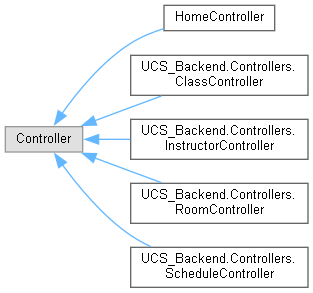 HomeController
UCS_Backend.Controllers.
ClassController
Controller
UCS_Backend.Controllers.
InstructorController
UCS_Backend.Controllers.
RoomController
UCS_Backend.Controllers.
ScheduleController